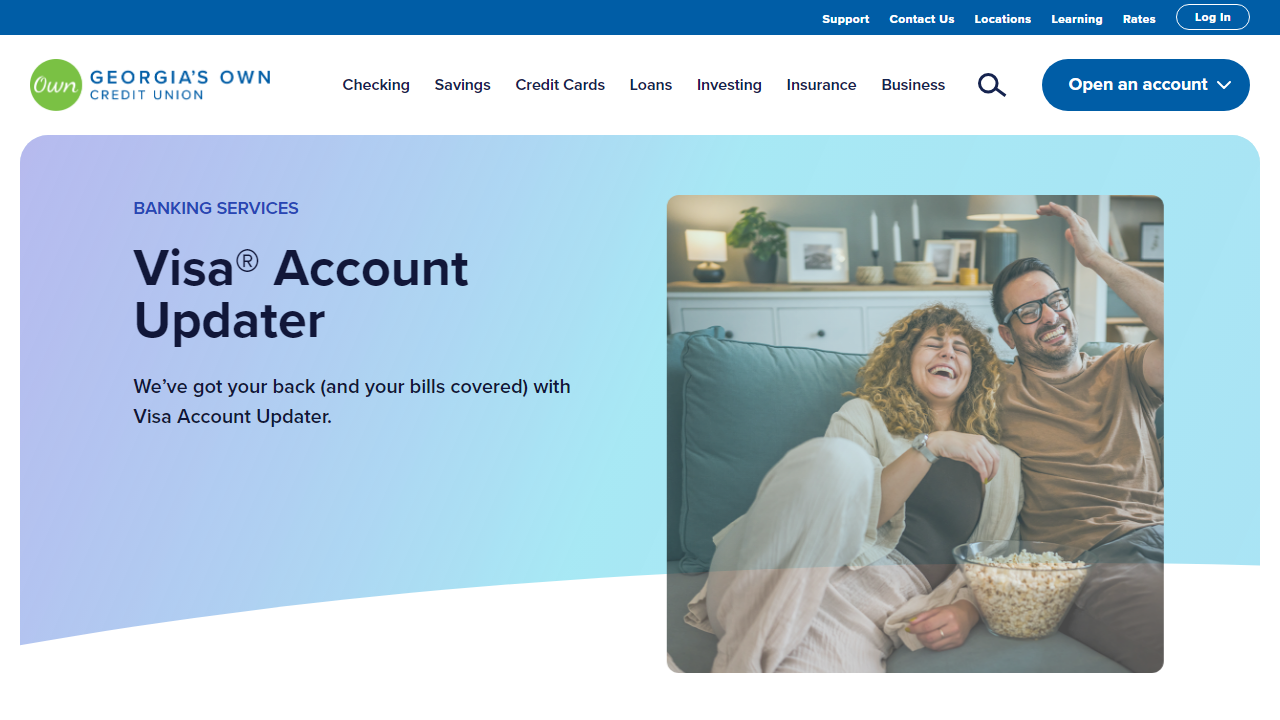 Support Contact Us Locations Learning Rates Log In
Own GEORGIA'S OWN
CREDIT UNION
Checking Savings Credit Cards Loans Investing Insurance Business Open an account
BANKING SERVICES
Visa® Account
Updater
We’ve got your back (and your bills covered) with
Visa Account Updater.